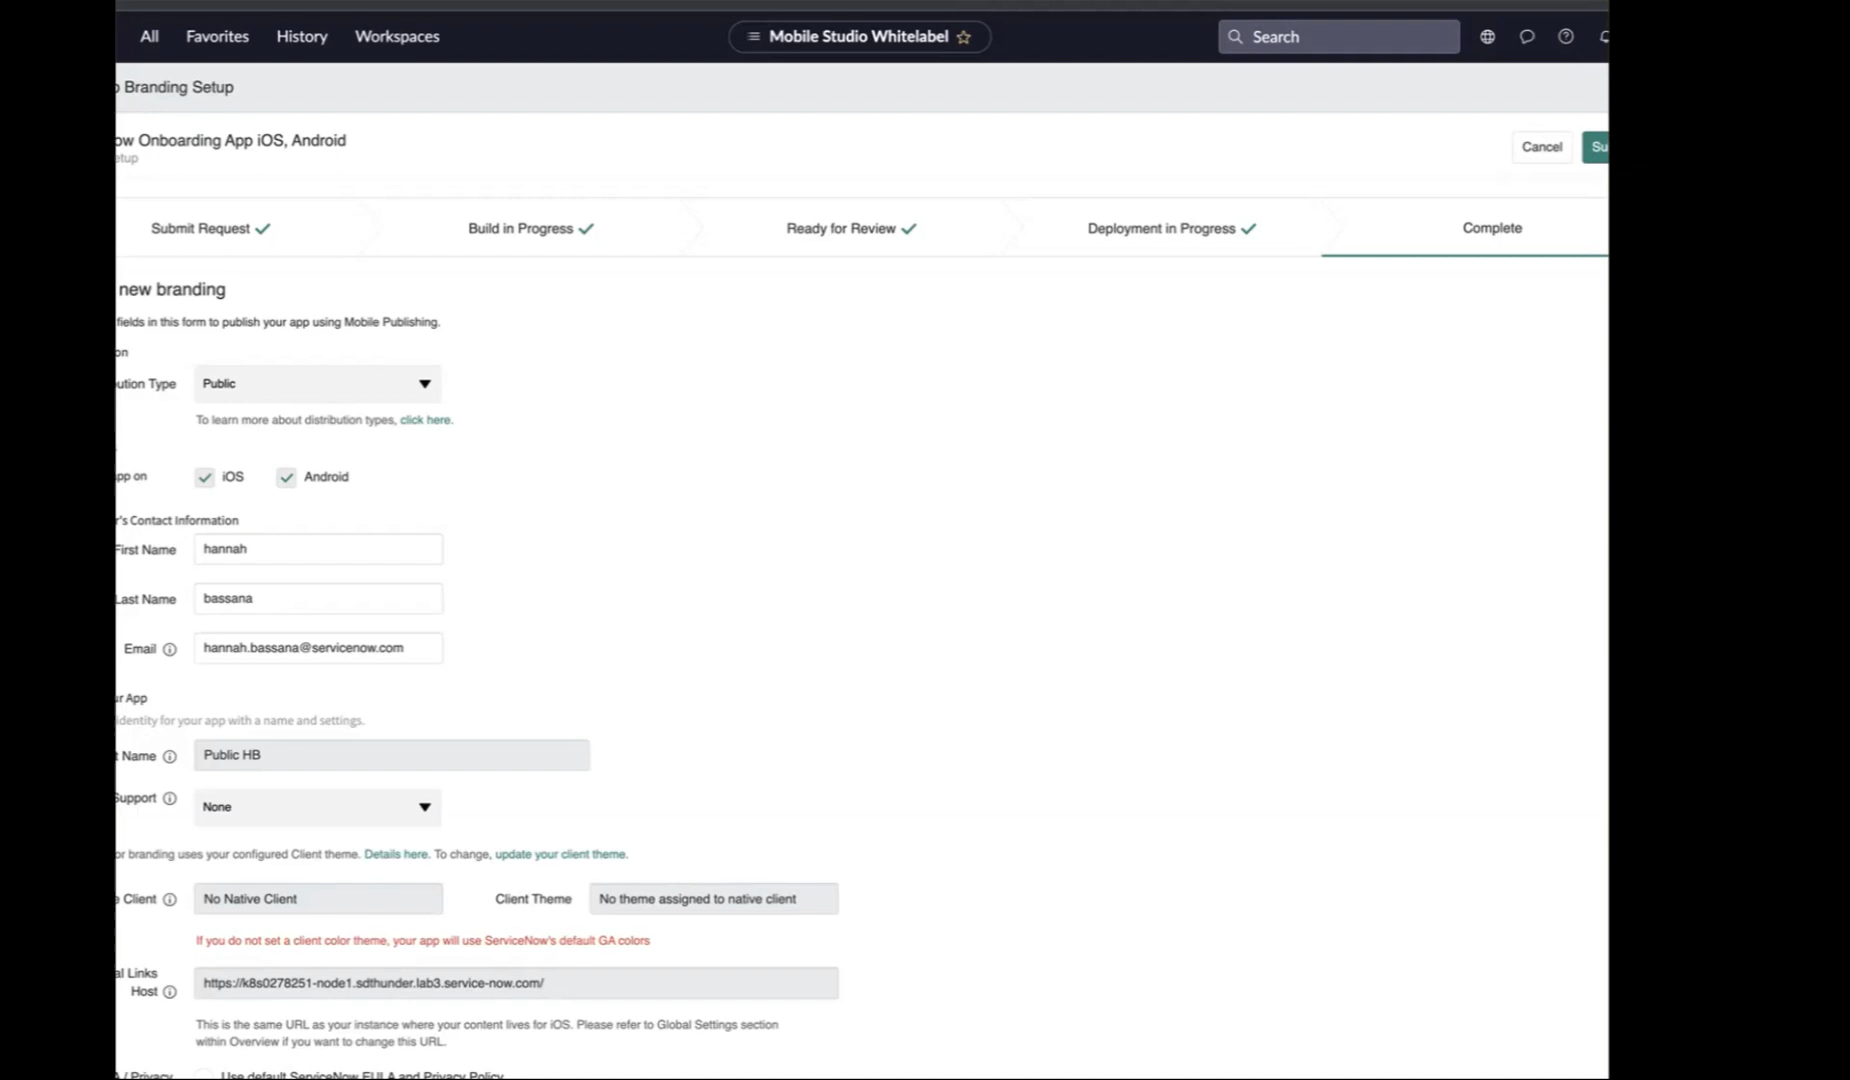 All Favorites History Workspaces Mobile Studio Whitelabel Search
Branding Setup
ow Onboarding App iOS, Android
etup
Cancel Su
Submit Request Build in Progress Ready for Review Deployment in Progress Complete
new branding
fields in this form to publish your app using Mobile Publishing.
on
ution Type Public
To learn more about distribution types, click here.
pp on iOS Android
r's Contact Information
First Name hannah
Last Name bassana
Email hannah.bassana@servicenow.com
ur App
identity for your app with a name and settings.
t Name Public HB
Support None
or branding uses your configured Client theme. Details here. To change, update your client theme.
e Client No Native Client Client Theme No theme assigned to native client
If you do not set a client color theme, your app will use ServiceNow's default GA colors
al Links
Host https://k8s0278251-node1.sdthunder.lab3.service-now.com/
This is the same URL as your instance where your content lives for iOS. Please refer to Global Settings section
within Overview if you want to change this URL.
A / Privacy Use default ServiceNow EULA and Privacy Policy